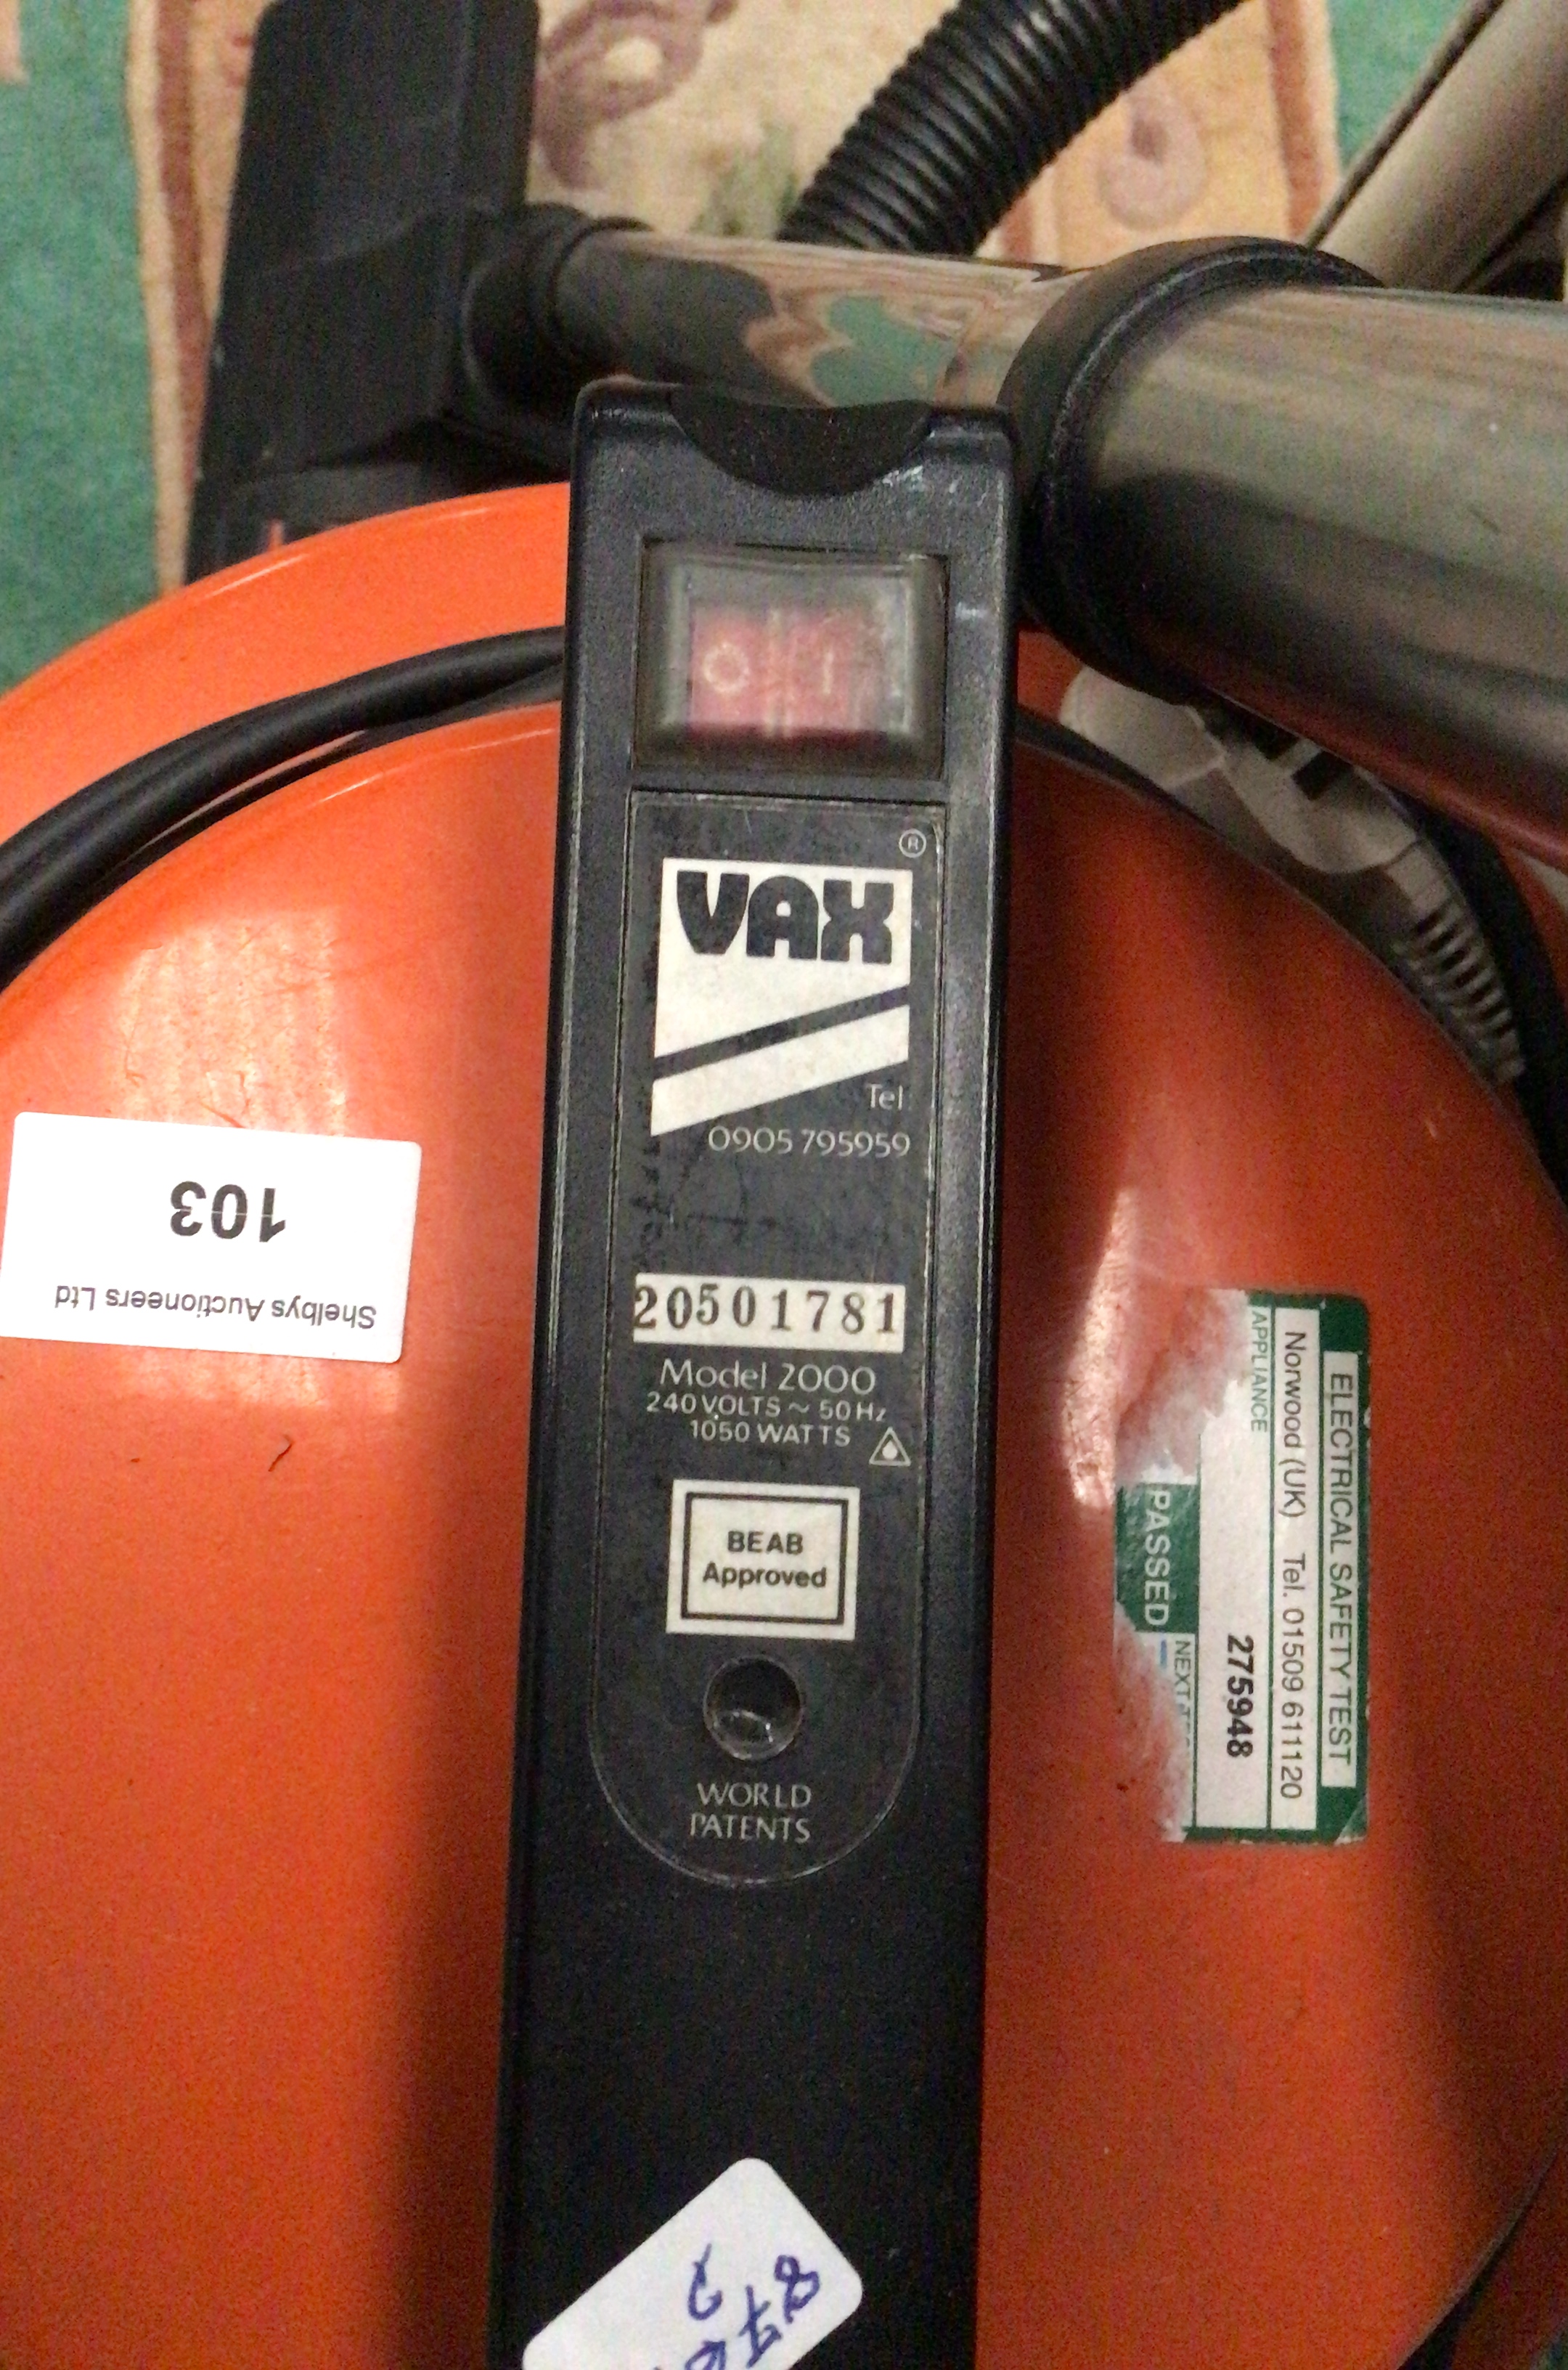 O I
®
VAX
Tel
0905 795959
20501781
Model 2000
240 VOLTS ~ 50 Hz
1050 WATTS
BEAB
Approved
WORLD
PATENTS
Shelbys Auctioneers Ltd
103
ELECTRICAL SAFETY TEST
Norwood (UK) Tel. 01509 611120
APPLIANCE
275948
PASSED
NEXT